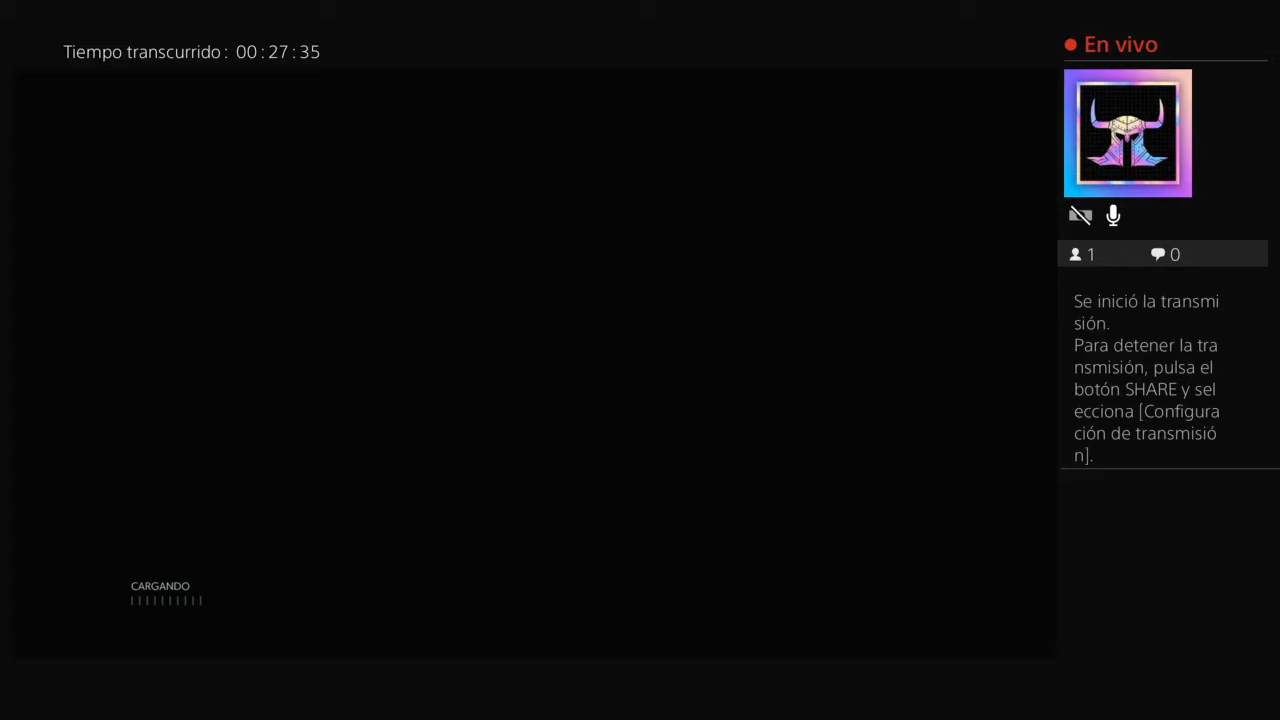 Tiempo transcurrido: 00:27:35
En vivo
1
0
Se inició la transmi
sión.
Para detener la tra
nsmisión, pulsa el
botón SHARE y sel
ecciona [Configura
ción de transmisió
n].
CARGANDO